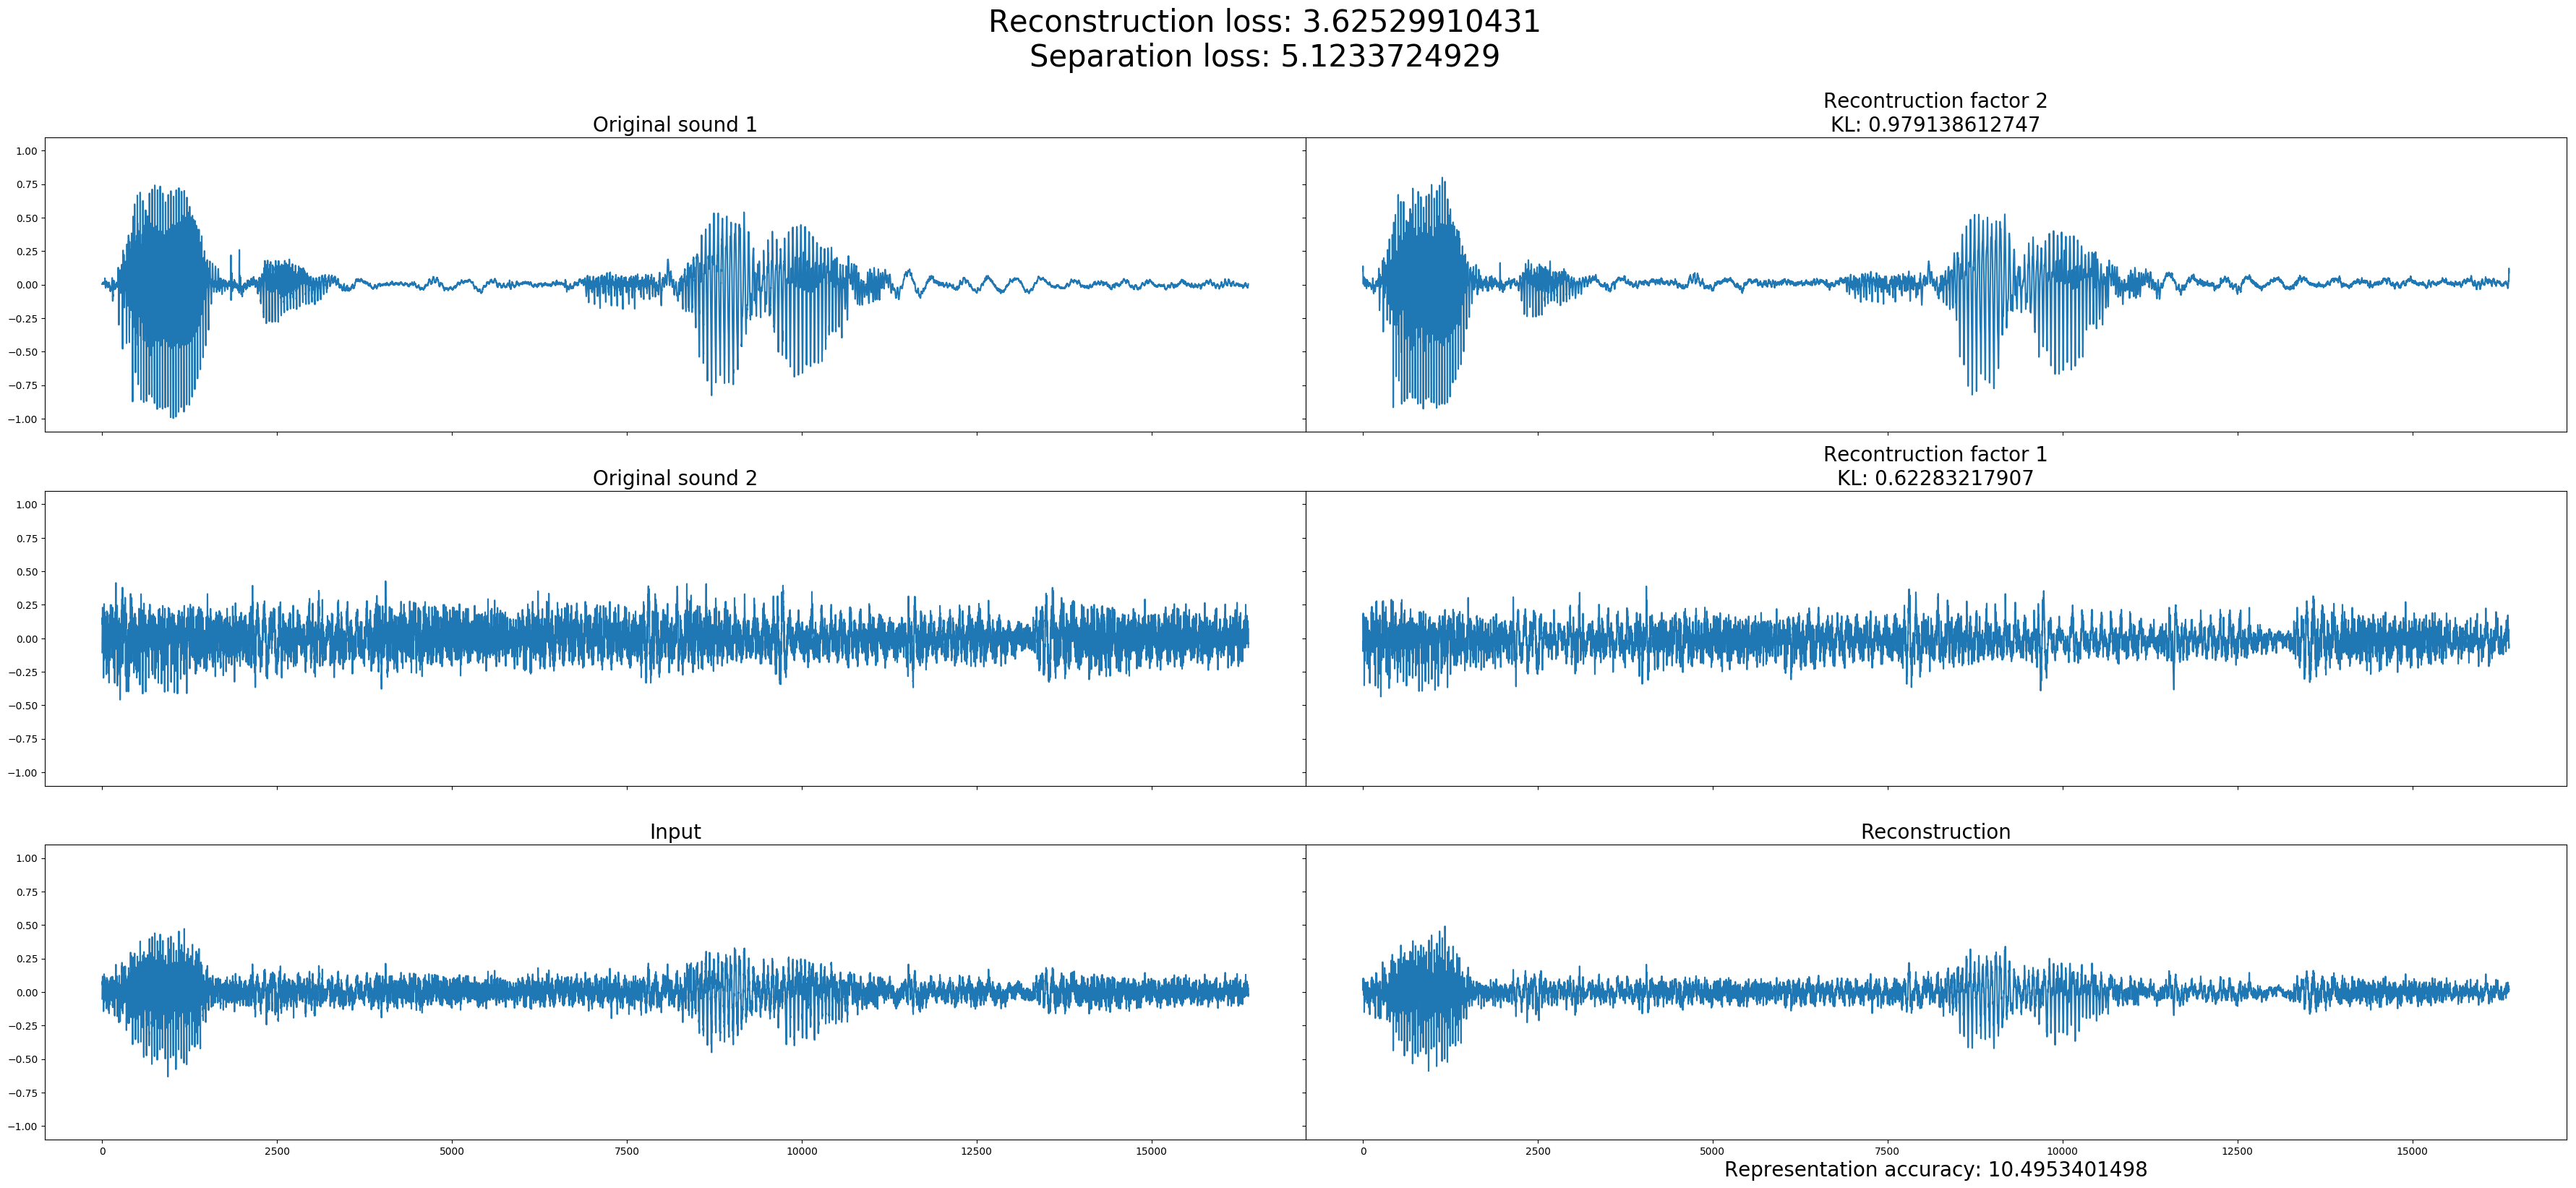 Reconstruction loss: 3.62529910431
Separation loss: 5.1233724929
Original sound 1
Recontruction factor 2
KL: 0.979138612747
1.00
0.75
0.50
0.25
0.00
−0.25
−0.50
−0.75
−1.00
Original sound 2
Recontruction factor 1
KL: 0.62283217907
1.00
0.75
0.50
0.25
0.00
−0.25
−0.50
−0.75
−1.00
Input
Reconstruction
1.00
0.75
0.50
0.25
0.00
−0.25
−0.50
−0.75
−1.00
0 2500 5000 7500 10000 12500 15000
0 2500 5000 7500 10000 12500 15000
Representation accuracy: 10.4953401498